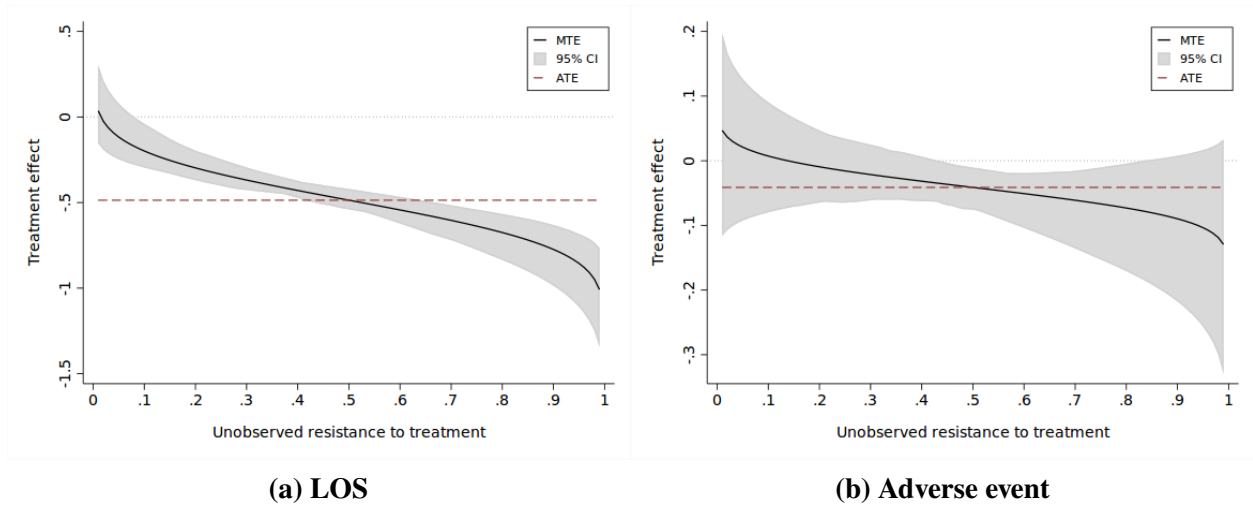 .5
0
-.5
-1
-1.5
Treatment effect
MTE
95% CI
ATE
0 .1 .2 .3 .4 .5 .6 .7 .8 .9 1
Unobserved resistance to treatment
(a) LOS
.2
.1
0
-.1
-.2
-.3
Treatment effect
MTE
95% CI
ATE
0 .1 .2 .3 .4 .5 .6 .7 .8 .9 1
Unobserved resistance to treatment
(b) Adverse event